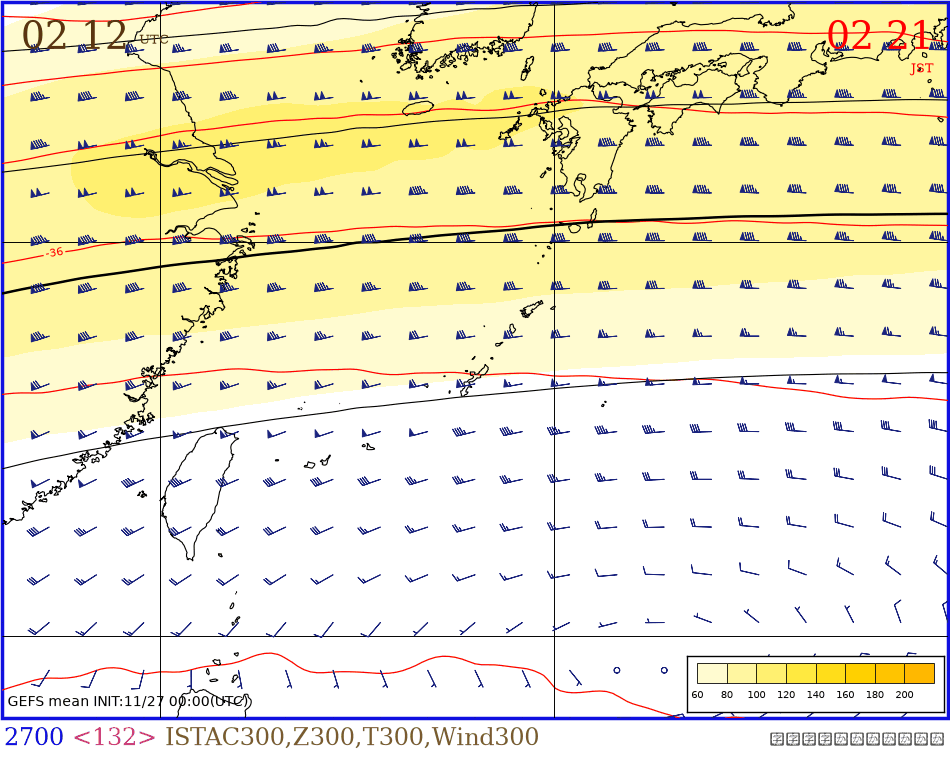 02 12 UTC
02 21
JST
-36
60 80 100 120 140 160 180 200
GEFS mean INIT:11/27 00:00(UTC)
2700 <132> ISTAC300,Z300,T300,Wind300